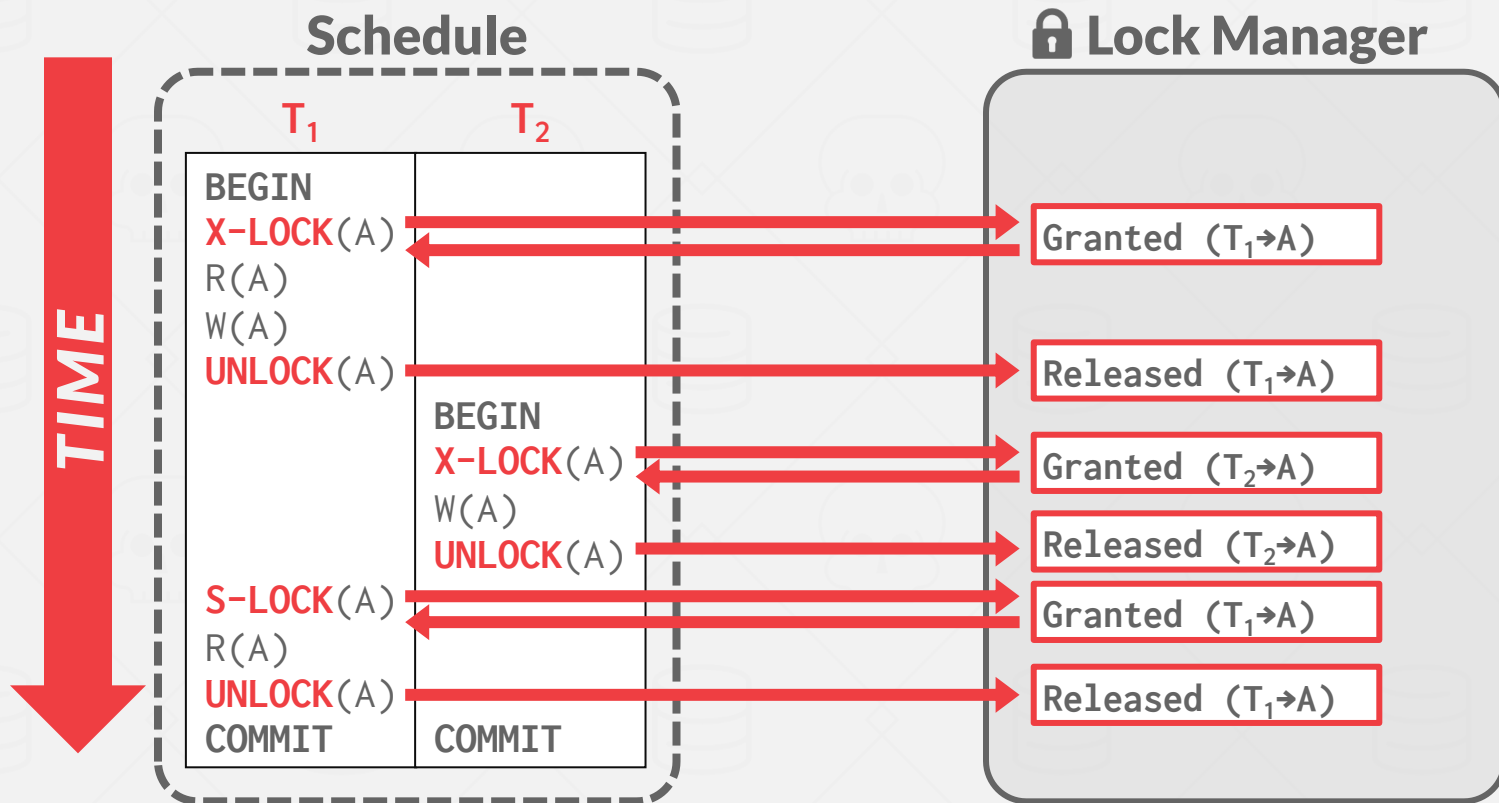 Schedule
Lock Manager
TIME
T₁ T₂
BEGIN
X-LOCK(A)
R(A)
W(A)
UNLOCK(A)
BEGIN
X-LOCK(A)
W(A)
UNLOCK(A)
S-LOCK(A)
R(A)
UNLOCK(A)
COMMIT COMMIT
Granted (T₁→A)
Released (T₁→A)
Granted (T₂→A)
Released (T₂→A)
Granted (T₁→A)
Released (T₁→A)